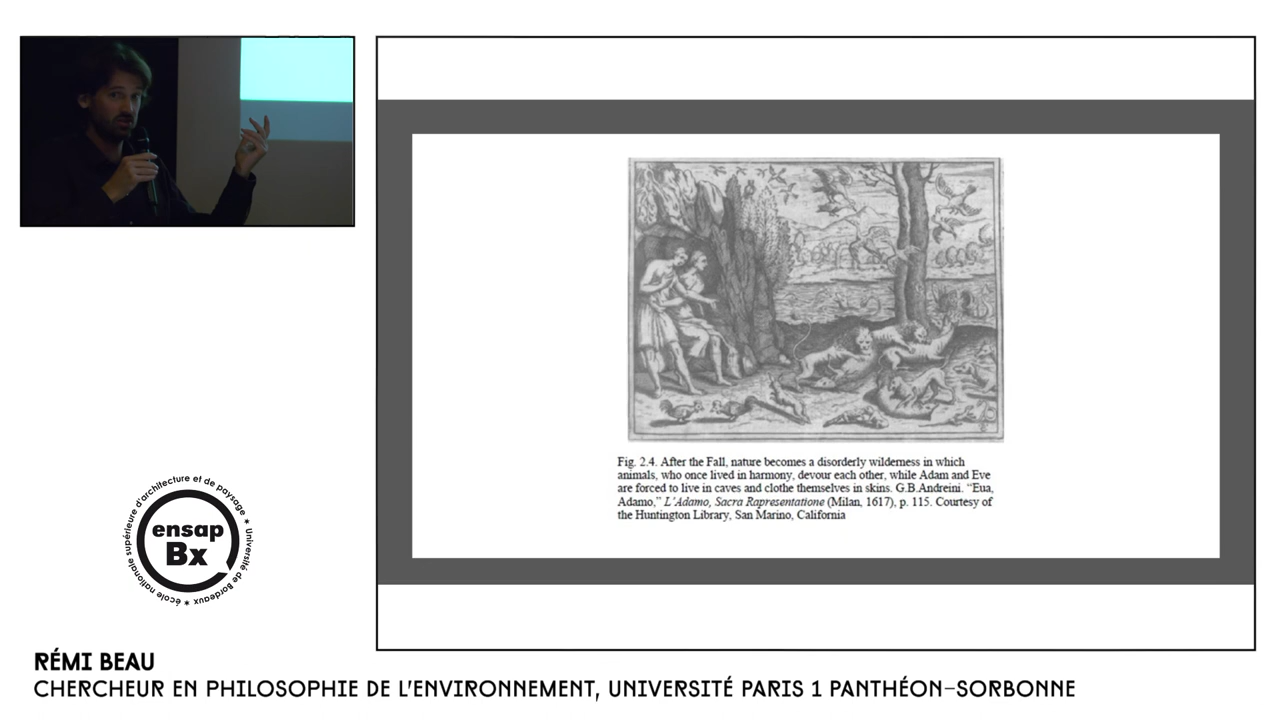 Fig. 2.4. After the Fall, nature becomes a disorderly wilderness in which
animals, who once lived in harmony, devour each other, while Adam and Eve
are forced to live in caves and clothe themselves in skins. G.B.Andreini. “Eua,
Adamo,” L’Adamo, Sacra Rapresentatione (Milan, 1617), p. 115. Courtesy of
the Huntington Library, San Marino, California
école nationale supérieure d'architecture et de paysage * Université de Bordeaux *
ensap
Bx
RÉMI BEAU
CHERCHEUR EN PHILOSOPHIE DE L'ENVIRONNEMENT, UNIVERSITÉ PARIS 1 PANTHÉON-SORBONNE